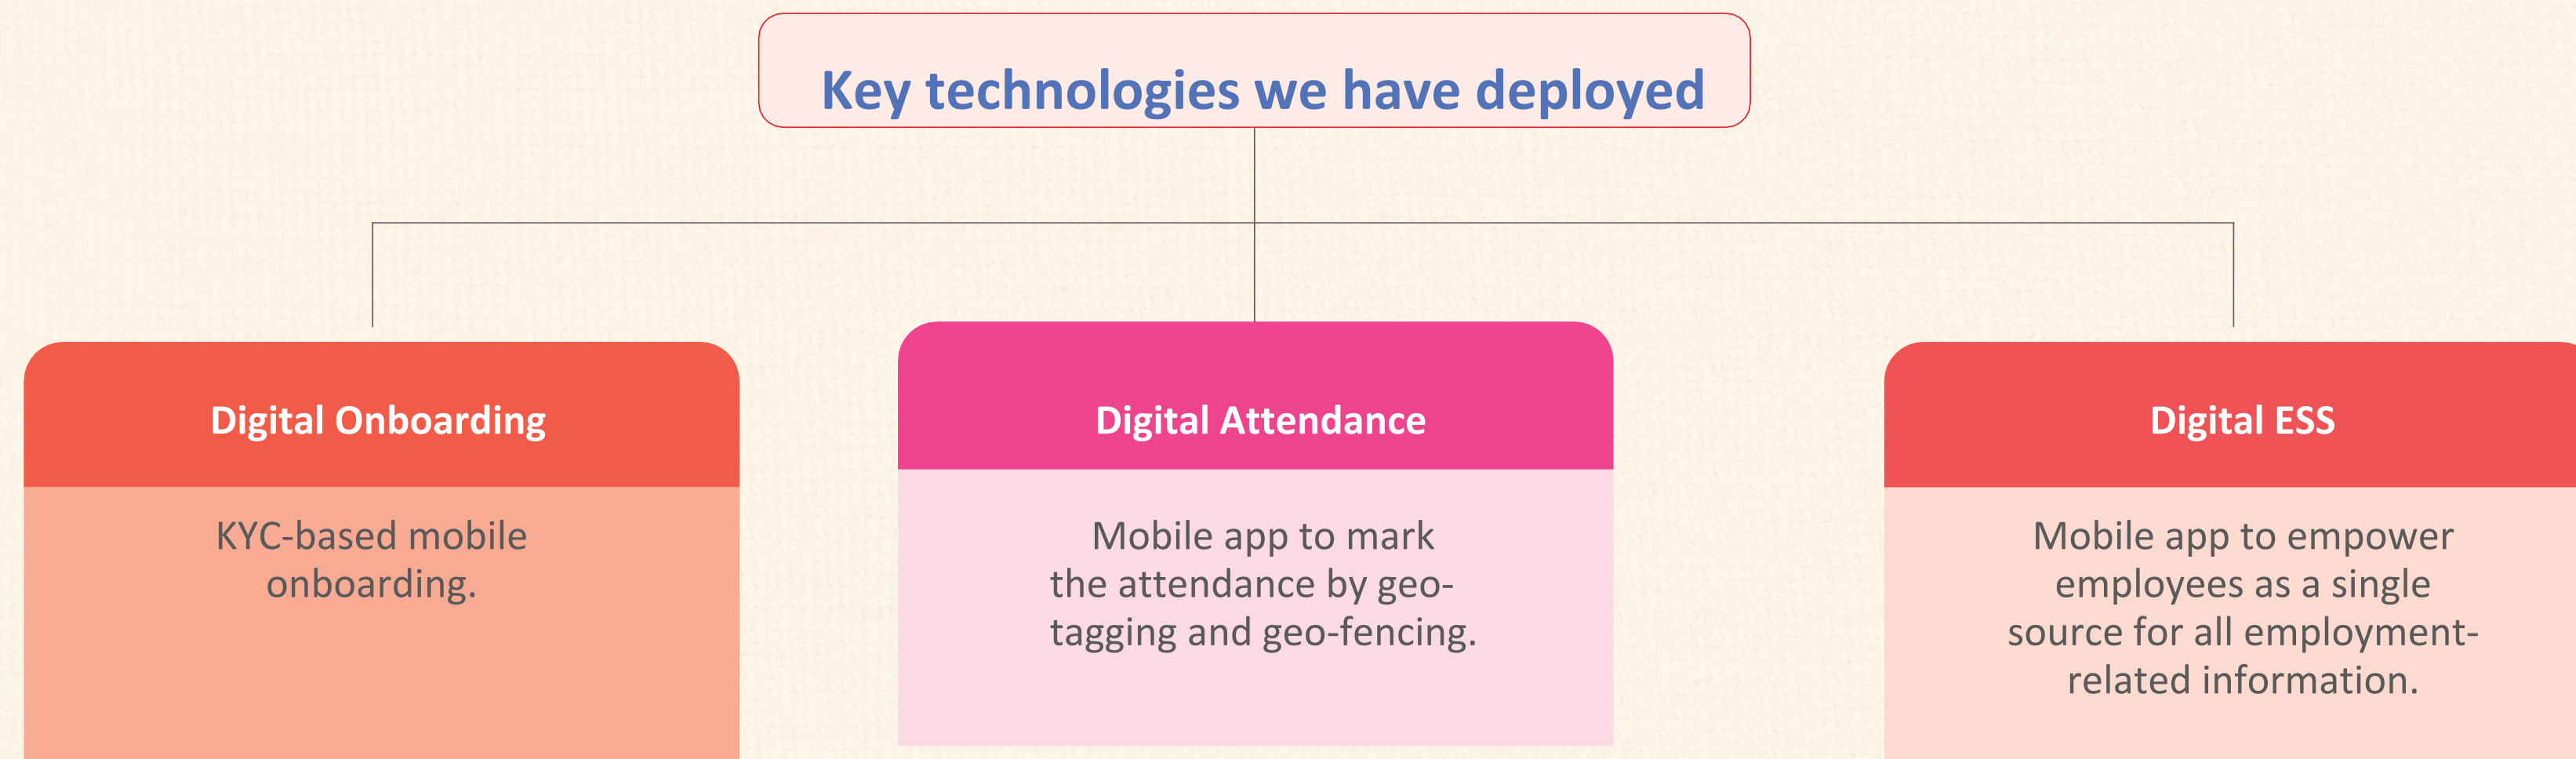 Key technologies we have deployed
Digital Onboarding
KYC-based mobile
onboarding.
Digital Attendance
Mobile app to mark
the attendance by geo-
tagging and geo-fencing.
Digital ESS
Mobile app to empower
employees as a single
source for all employment-
related information.